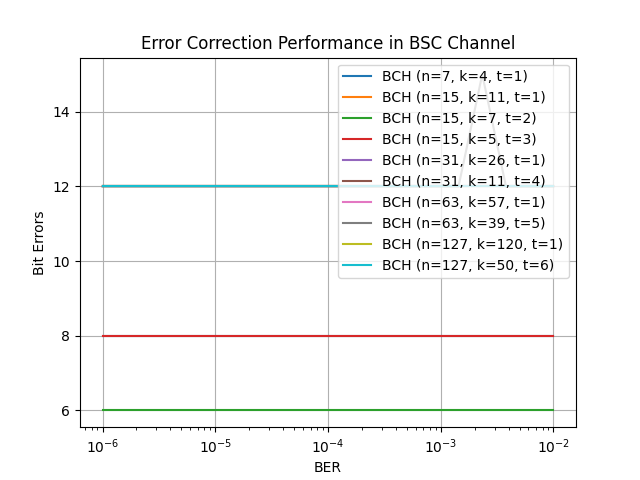 Error Correction Performance in BSC Channel
BCH (n=7, k=4, t=1)
BCH (n=15, k=11, t=1)
BCH (n=15, k=7, t=2)
BCH (n=15, k=5, t=3)
BCH (n=31, k=26, t=1)
BCH (n=31, k=11, t=4)
BCH (n=63, k=57, t=1)
BCH (n=63, k=39, t=5)
BCH (n=127, k=120, t=1)
BCH (n=127, k=50, t=6)
14
12
10
8
6
Bit Errors
10⁻⁶ 10⁻⁵ 10⁻⁴ 10⁻³ 10⁻²
BER